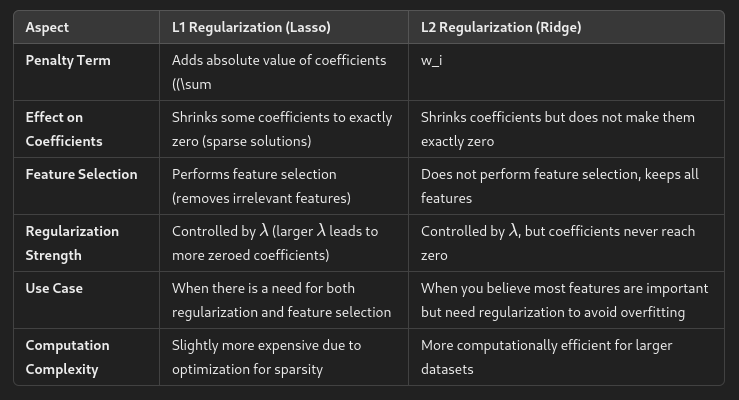 Aspect L1 Regularization (Lasso) L2 Regularization (Ridge)
Penalty Term Adds absolute value of coefficients w_i
((\sum
Effect on Shrinks some coefficients to exactly Shrinks coefficients but does not make them
Coefficients zero (sparse solutions) exactly zero
Feature Selection Performs feature selection Does not perform feature selection, keeps all
(removes irrelevant features) features
Regularization Controlled by λ (larger λ leads to Controlled by λ, but coefficients never reach
Strength more zeroed coefficients) zero
Use Case When there is a need for both When you believe most features are important
regularization and feature selection but need regularization to avoid overfitting
Computation Slightly more expensive due to More computationally efficient for larger
Complexity optimization for sparsity datasets